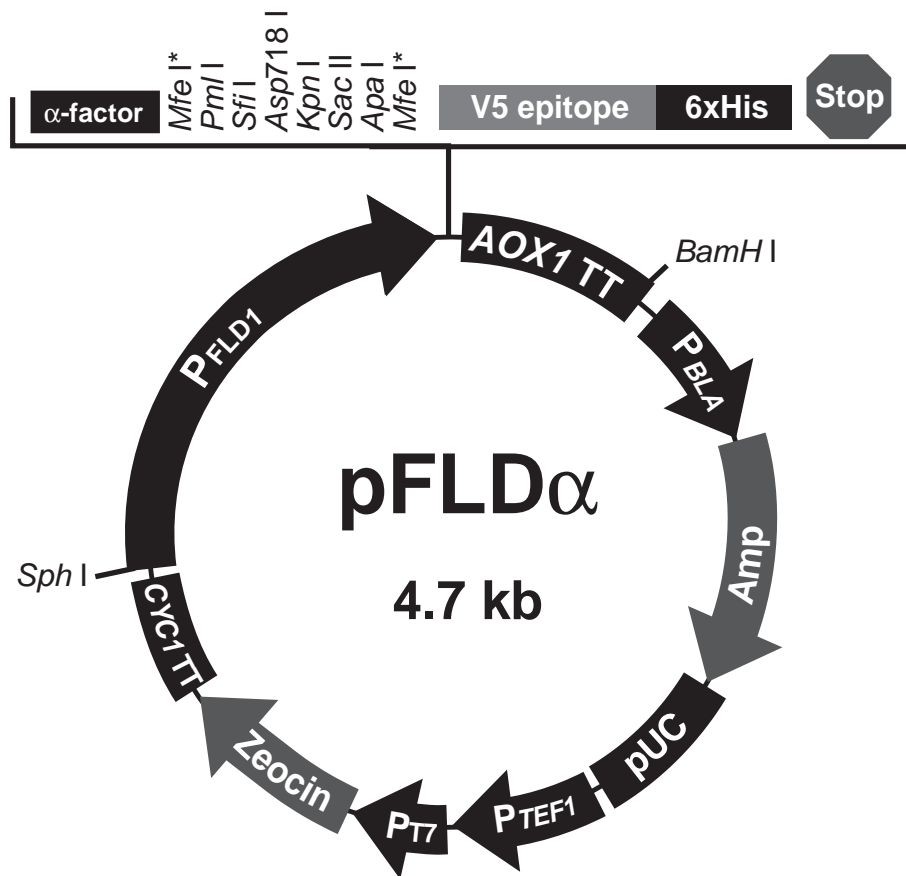 Mfe I*
Pml I
Sfi I
Asp718 I
Kpn I
Sac II
Apa I
Mfe I*
α-factor
V5 epitope
6xHis
Stop
PFLD1
AOX1 TT
BamH I
PBLA
Amp
pUC
PTEF1
PT7
Zeocin
CYC1 TT
Sph I
pFLDα
4.7 kb